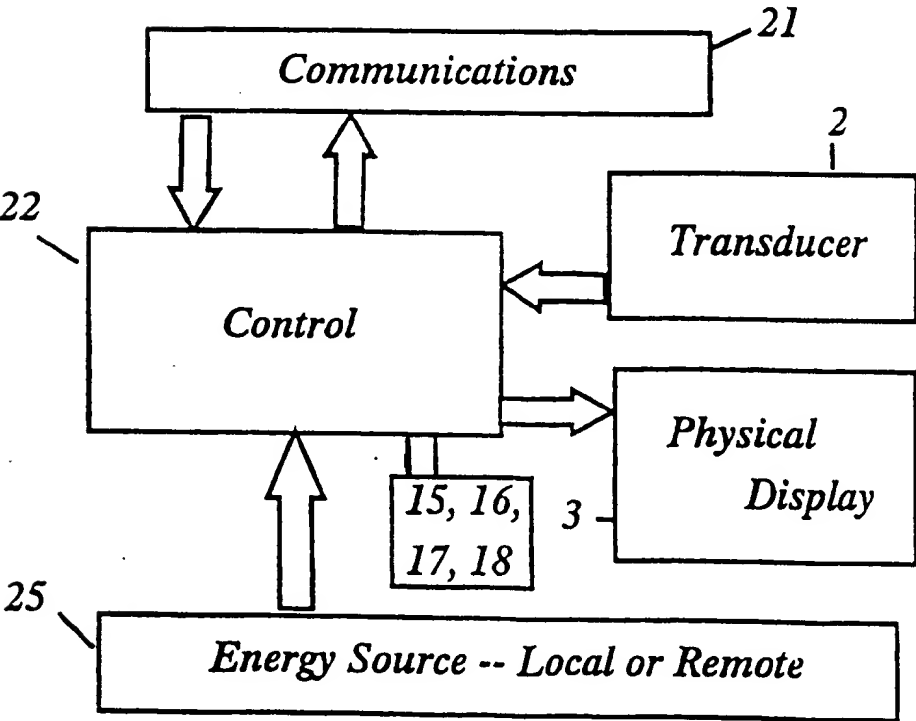 21
Communications
2
22
Transducer
Control
Physical
Display
3
15, 16,
17, 18
25
Energy Source -- Local or Remote